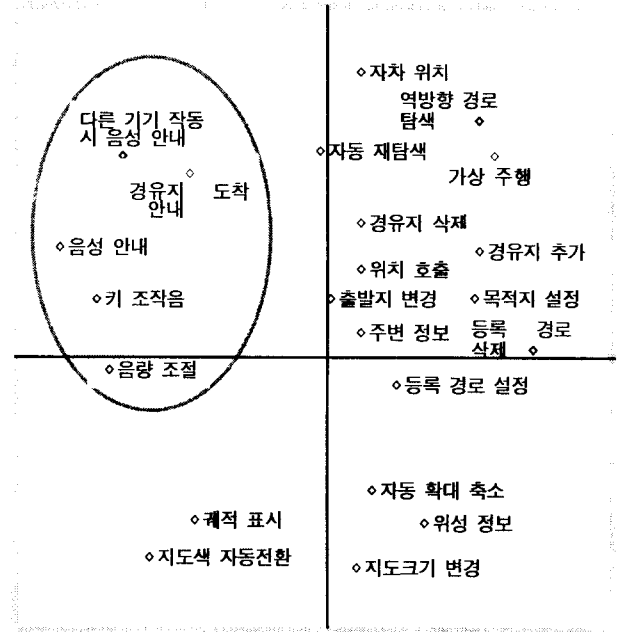 자차 위치
역방향 경로
탐색
다른 기기 작동
시 음성 안내
자동 재탐색
가상 주행
경유지 도착
안내
경유지 삭제
음성 안내
경유지 추가
위치 호출
키 조작음
출발지 변경
목적지 설정
주변 정보
등록 경로
삭제
음량 조절
등록 경로 설정
자동 확대 축소
궤적 표시
위성 정보
지도색 자동전환
지도크기 변경